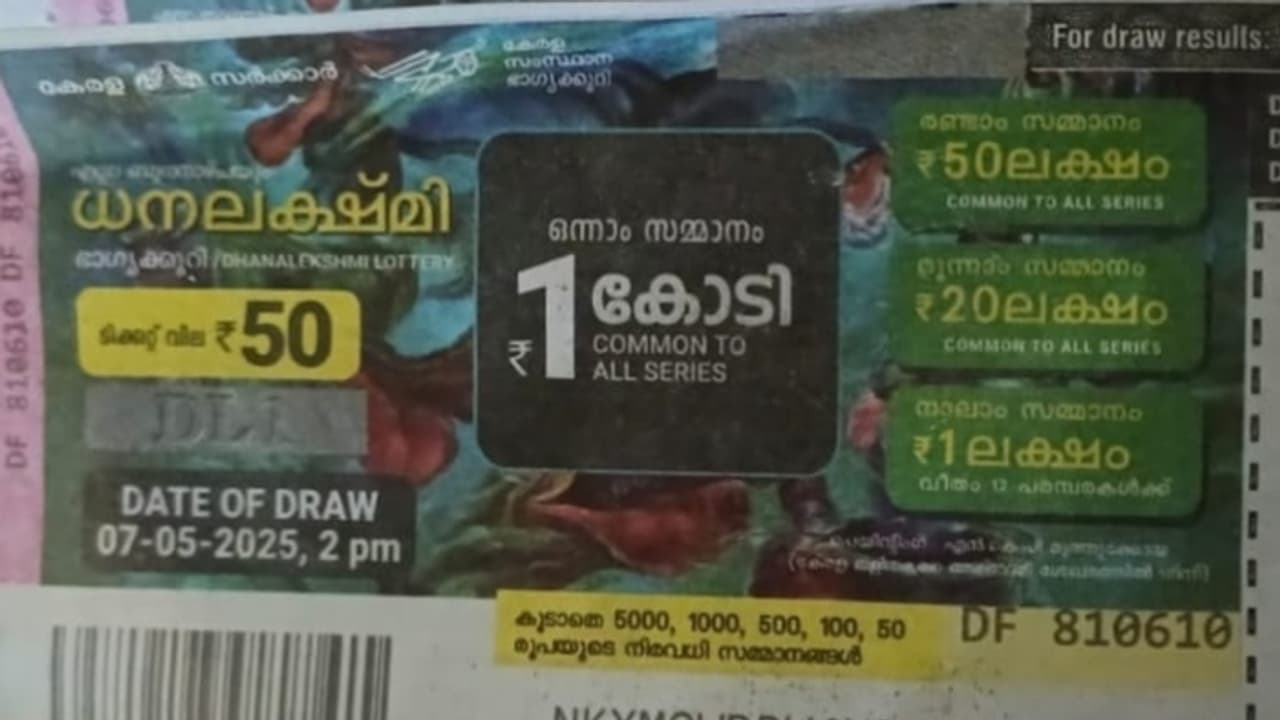 For draw results:
കേരള സർക്കാർ
കേരള
സംസ്ഥാന
ഭാഗ്യക്കുറി
ധനലക്ഷ്മി
ഭാഗ്യക്കുറി /DHANALEKSHMI LOTTERY
ടിക്കറ്റ് വില ₹50
DATE OF DRAW
07-05-2025, 2 pm
ഒന്നാം സമ്മാനം
₹1 കോടി
COMMON TO
ALL SERIES
രണ്ടാം സമ്മാനം
₹50ലക്ഷം
COMMON TO ALL SERIES
മൂന്നാം സമ്മാനം
₹20ലക്ഷം
COMMON TO ALL SERIES
നാലാം സമ്മാനം
₹1ലക്ഷം
വീതം 12 പരമ്പരകൾക്ക്
കൂടാതെ 5000, 1000, 500, 100, 50
രൂപയുടെ നിരവധി സമ്മാനങ്ങൾ
DF 810610
DF 810610 DF 810610